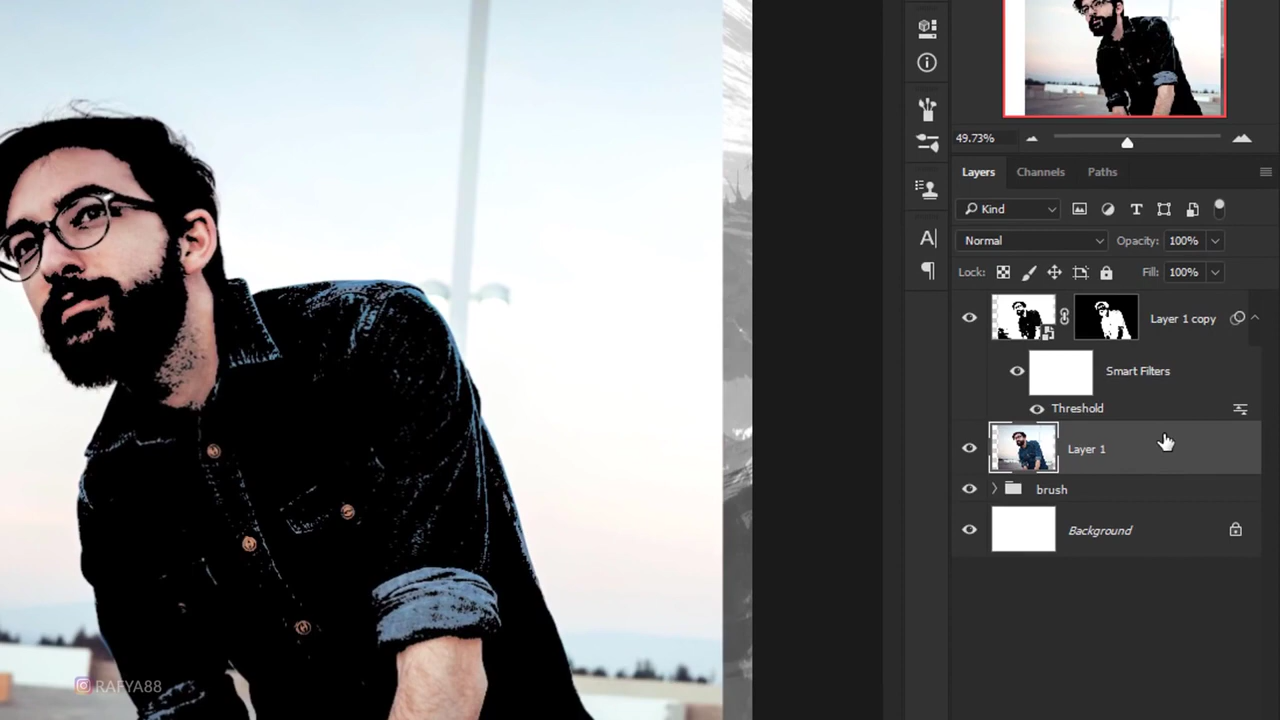 49.73%
Layers Channels Paths
Kind T
Normal Opacity: 100%
Lock: Fill: 100%
Layer 1 copy
Smart Filters
Threshold
Layer 1
brush
Background
RAFYA88